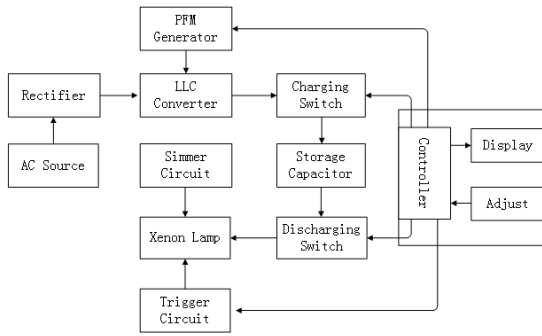 PFM
Generator
Rectifier
LLC
Converter
Charging
Switch
AC Source
Simmer
Circuit
Storage
Capacitor
Controller
Display
Adjust
Xenon Lamp
Discharging
Switch
Trigger
Circuit